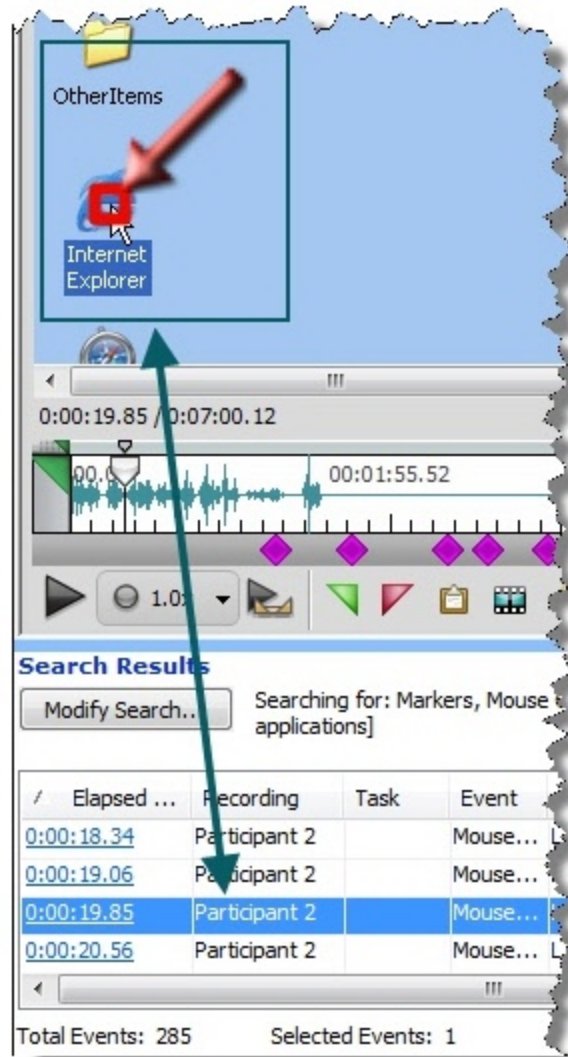 OtherItems
Internet
Explorer
0:00:19.85 / 0:07:00.12
00:01:55.52
1.0x
Search Results
Modify Search...
Searching for: Markers, Mouse
applications]
Elapsed ... Recording Task Event
0:00:18.34 Participant 2 Mouse...
0:00:19.06 Participant 2 Mouse...
0:00:19.85 Participant 2 Mouse...
0:00:20.56 Participant 2 Mouse...
Total Events: 285 Selected Events: 1